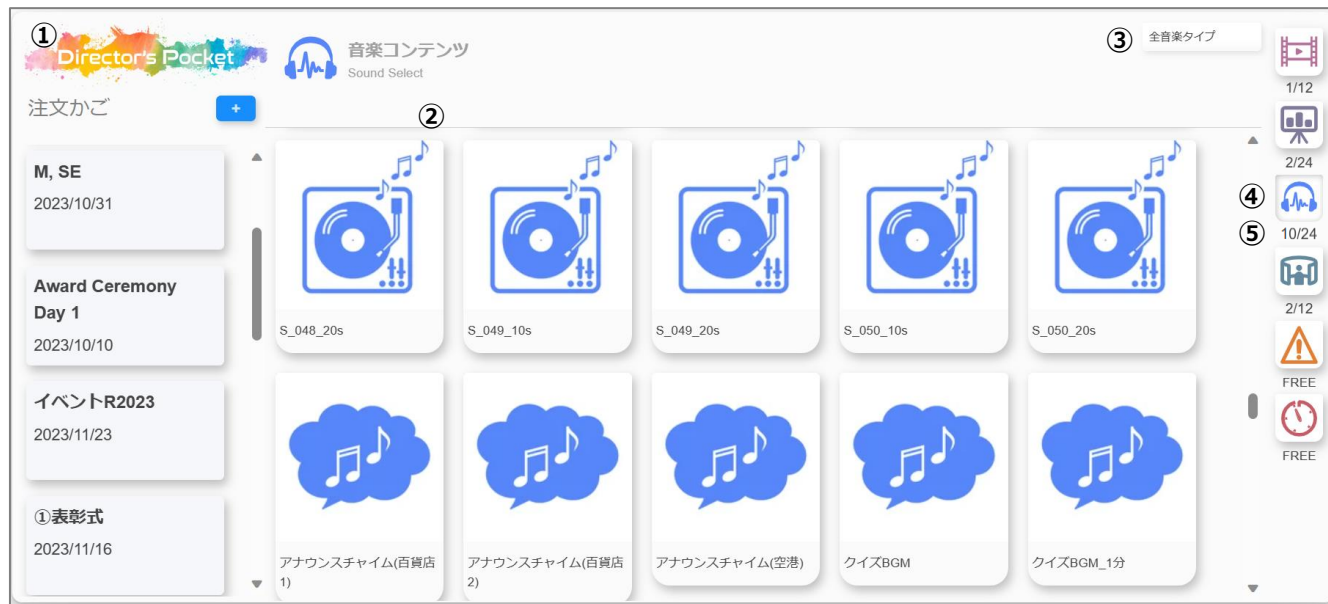 ①
Director's Pocket
音楽コンテンツ
Sound Select
③
全音楽タイプ
注文かご
+
②
M, SE
2023/10/31
Award Ceremony
Day 1
2023/10/10
イベントR2023
2023/11/23
①表彰式
2023/11/16
S_048_20s
S_049_10s
S_049_20s
S_050_10s
S_050_20s
アナウンスチャイム(百貨店
1)
アナウンスチャイム(百貨店
2)
アナウンスチャイム(空港)
クイズBGM
クイズBGM_1分
1/12
2/24
④
⑤
10/24
2/12
FREE
FREE